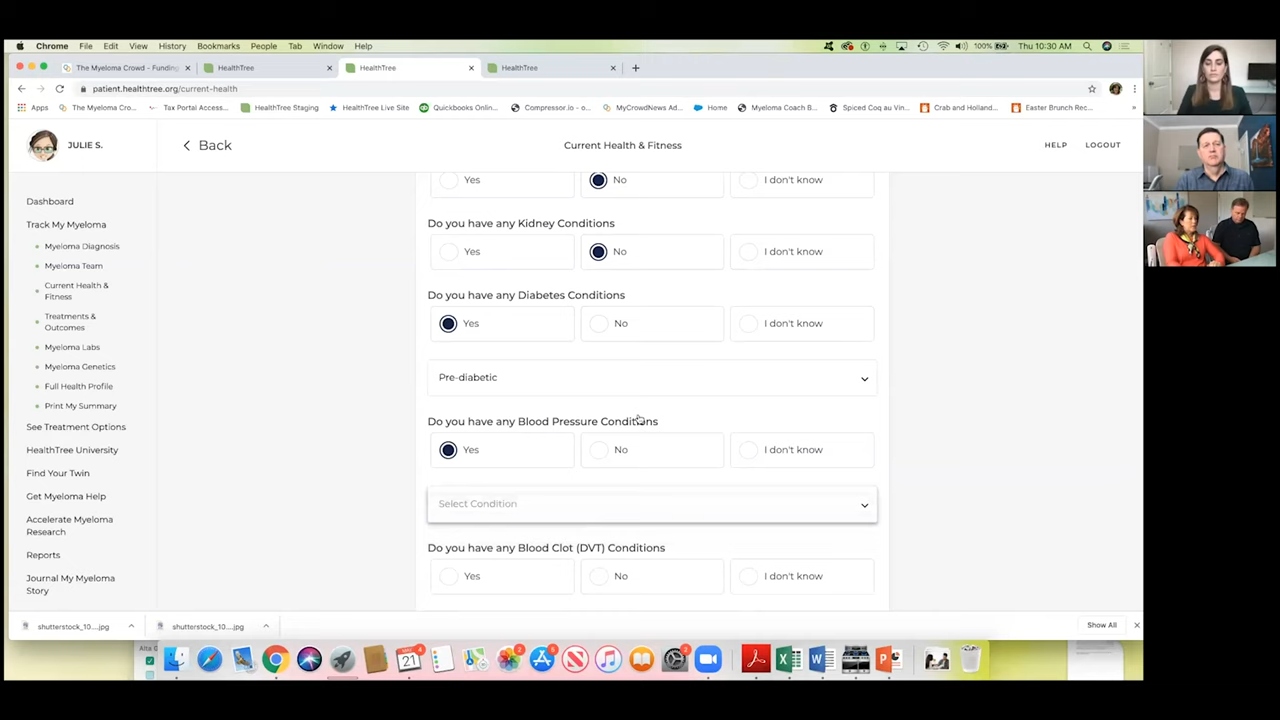 Chrome File Edit View History Bookmarks People Tab Window Help 100% Thu 10:30 AM
The Myeloma Crowd - Funding HealthTree HealthTree HealthTree
patient.healthtree.org/current-health
Apps The Myeloma Cro... Tax Portal Access... HealthTree Staging HealthTree Live Site Quickbooks Onlin... Compressor.io - o... MyCrowdNews Ad... Home Myeloma Coach B... Spiced Coq au Vin... Crab and Holland... Easter Brunch Rec... »
JULIE S.
Back
Current Health & Fitness
HELP LOGOUT
Dashboard
Track My Myeloma
Myeloma Diagnosis
Myeloma Team
Current Health &
Fitness
Treatments &
Outcomes
Myeloma Labs
Myeloma Genetics
Full Health Profile
Print My Summary
See Treatment Options
HealthTree University
Find Your Twin
Get Myeloma Help
Accelerate Myeloma
Research
Reports
Journal My Myeloma
Story
Yes No I don't know
Do you have any Kidney Conditions
Yes No I don't know
Do you have any Diabetes Conditions
Yes No I don't know
Pre-diabetic
Do you have any Blood Pressure Conditions
Yes No I don't know
Select Condition
Do you have any Blood Clot (DVT) Conditions
Yes No I don't know
shutterstock_10....jpg shutterstock_10....jpg Show All